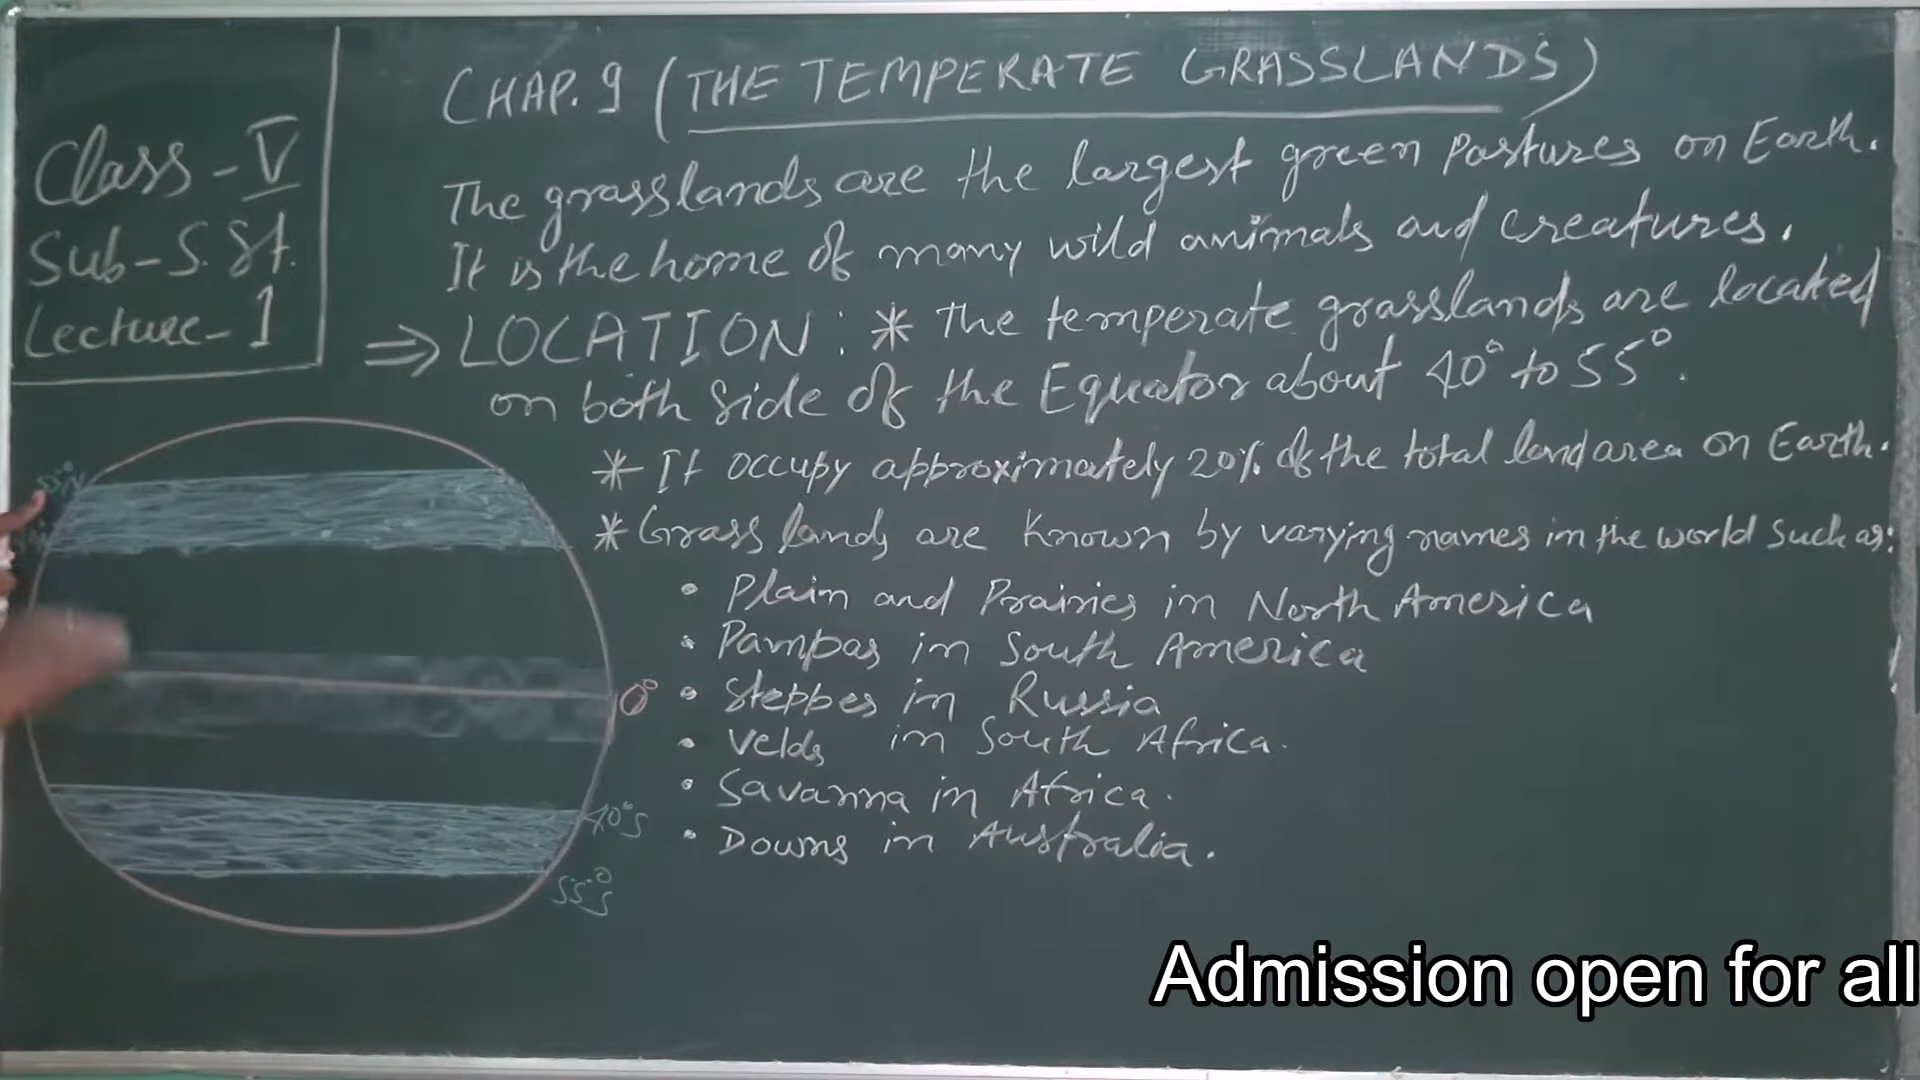 Class - V
Sub - S. St.
Lecture - 1
CHAP. 9 (THE TEMPERATE GRASSLANDS)
The grasslands are the largest green Pastures on Earth.
It is the home of many wild animals and creatures.
⇒ LOCATION : * The temperate grasslands are located
on both side of the Equator about 40° to 55°.
* It occupy approximately 20% of the total land area on Earth.
* Grass lands are known by varying names in the world such as:
• Plain and Prairies in North America
• Pampas in South America
• Steppes in Russia
• Velds in South Africa.
• Savanna in Africa.
• Downs in Australia.
0°
40°S
55°S
Admission open for all